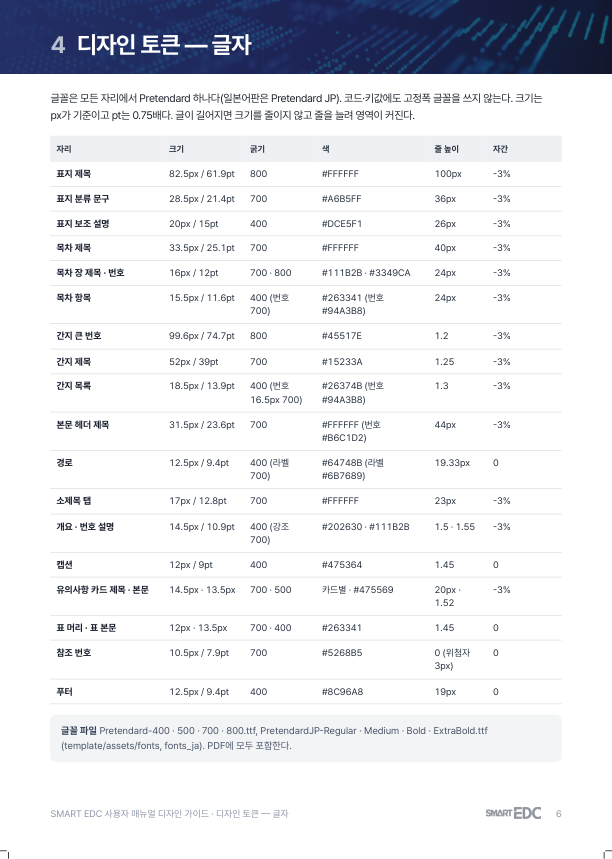 4 디자인 토큰 — 글자
글꼴은 모든 자리에서 Pretendard 하나다(일본어판은 Pretendard JP). 코드·키값에도 고정폭 글꼴을 쓰지 않는다. 크기는
px가 기준이고 pt는 0.75배다. 글이 길어지면 크기를 줄이지 않고 줄을 늘려 영역이 커진다.
자리 크기 굵기 색 줄 높이 자간
표지 제목 82.5px / 61.9pt 800 #FFFFFF 100px -3%
표지 분류 문구 28.5px / 21.4pt 700 #A6B5FF 36px -3%
표지 보조 설명 20px / 15pt 400 #DCE5F1 26px -3%
목차 제목 33.5px / 25.1pt 700 #FFFFFF 40px -3%
목차 장 제목 · 번호 16px / 12pt 700 · 800 #111B2B · #3349CA 24px -3%
목차 항목 15.5px / 11.6pt 400 (번호 #263341 (번호 24px -3%
700) #94A3B8)
간지 큰 번호 99.6px / 74.7pt 800 #45517E 1.2 -3%
간지 제목 52px / 39pt 700 #15233A 1.25 -3%
간지 목록 18.5px / 13.9pt 400 (번호 #26374B (번호 1.3 -3%
16.5px 700) #94A3B8)
본문 헤더 제목 31.5px / 23.6pt 700 #FFFFFF (번호 44px -3%
#B6C1D2)
경로 12.5px / 9.4pt 400 (라벨 #64748B (라벨 19.33px 0
700) #6B7689)
소제목 탭 17px / 12.8pt 700 #FFFFFF 23px -3%
개요 · 번호 설명 14.5px / 10.9pt 400 (강조 #202630 · #111B2B 1.5 · 1.55 -3%
700)
캡션 12px / 9pt 400 #475364 1.45 0
유의사항 카드 제목 · 본문 14.5px · 13.5px 700 · 500 카드별 · #475569 20px · -3%
1.52
표 머리 · 표 본문 12px · 13.5px 700 · 400 #263341 1.45 0
참조 번호 10.5px / 7.9pt 700 #5268B5 0 (위첨자 0
3px)
푸터 12.5px / 9.4pt 400 #8C96A8 19px 0
글꼴 파일 Pretendard-400 · 500 · 700 · 800.ttf, PretendardJP-Regular · Medium · Bold · ExtraBold.ttf
(template/assets/fonts, fonts_ja). PDF에 모두 포함한다.
SMART EDC 사용자 매뉴얼 디자인 가이드 · 디자인 토큰 — 글자 SMART EDC 6